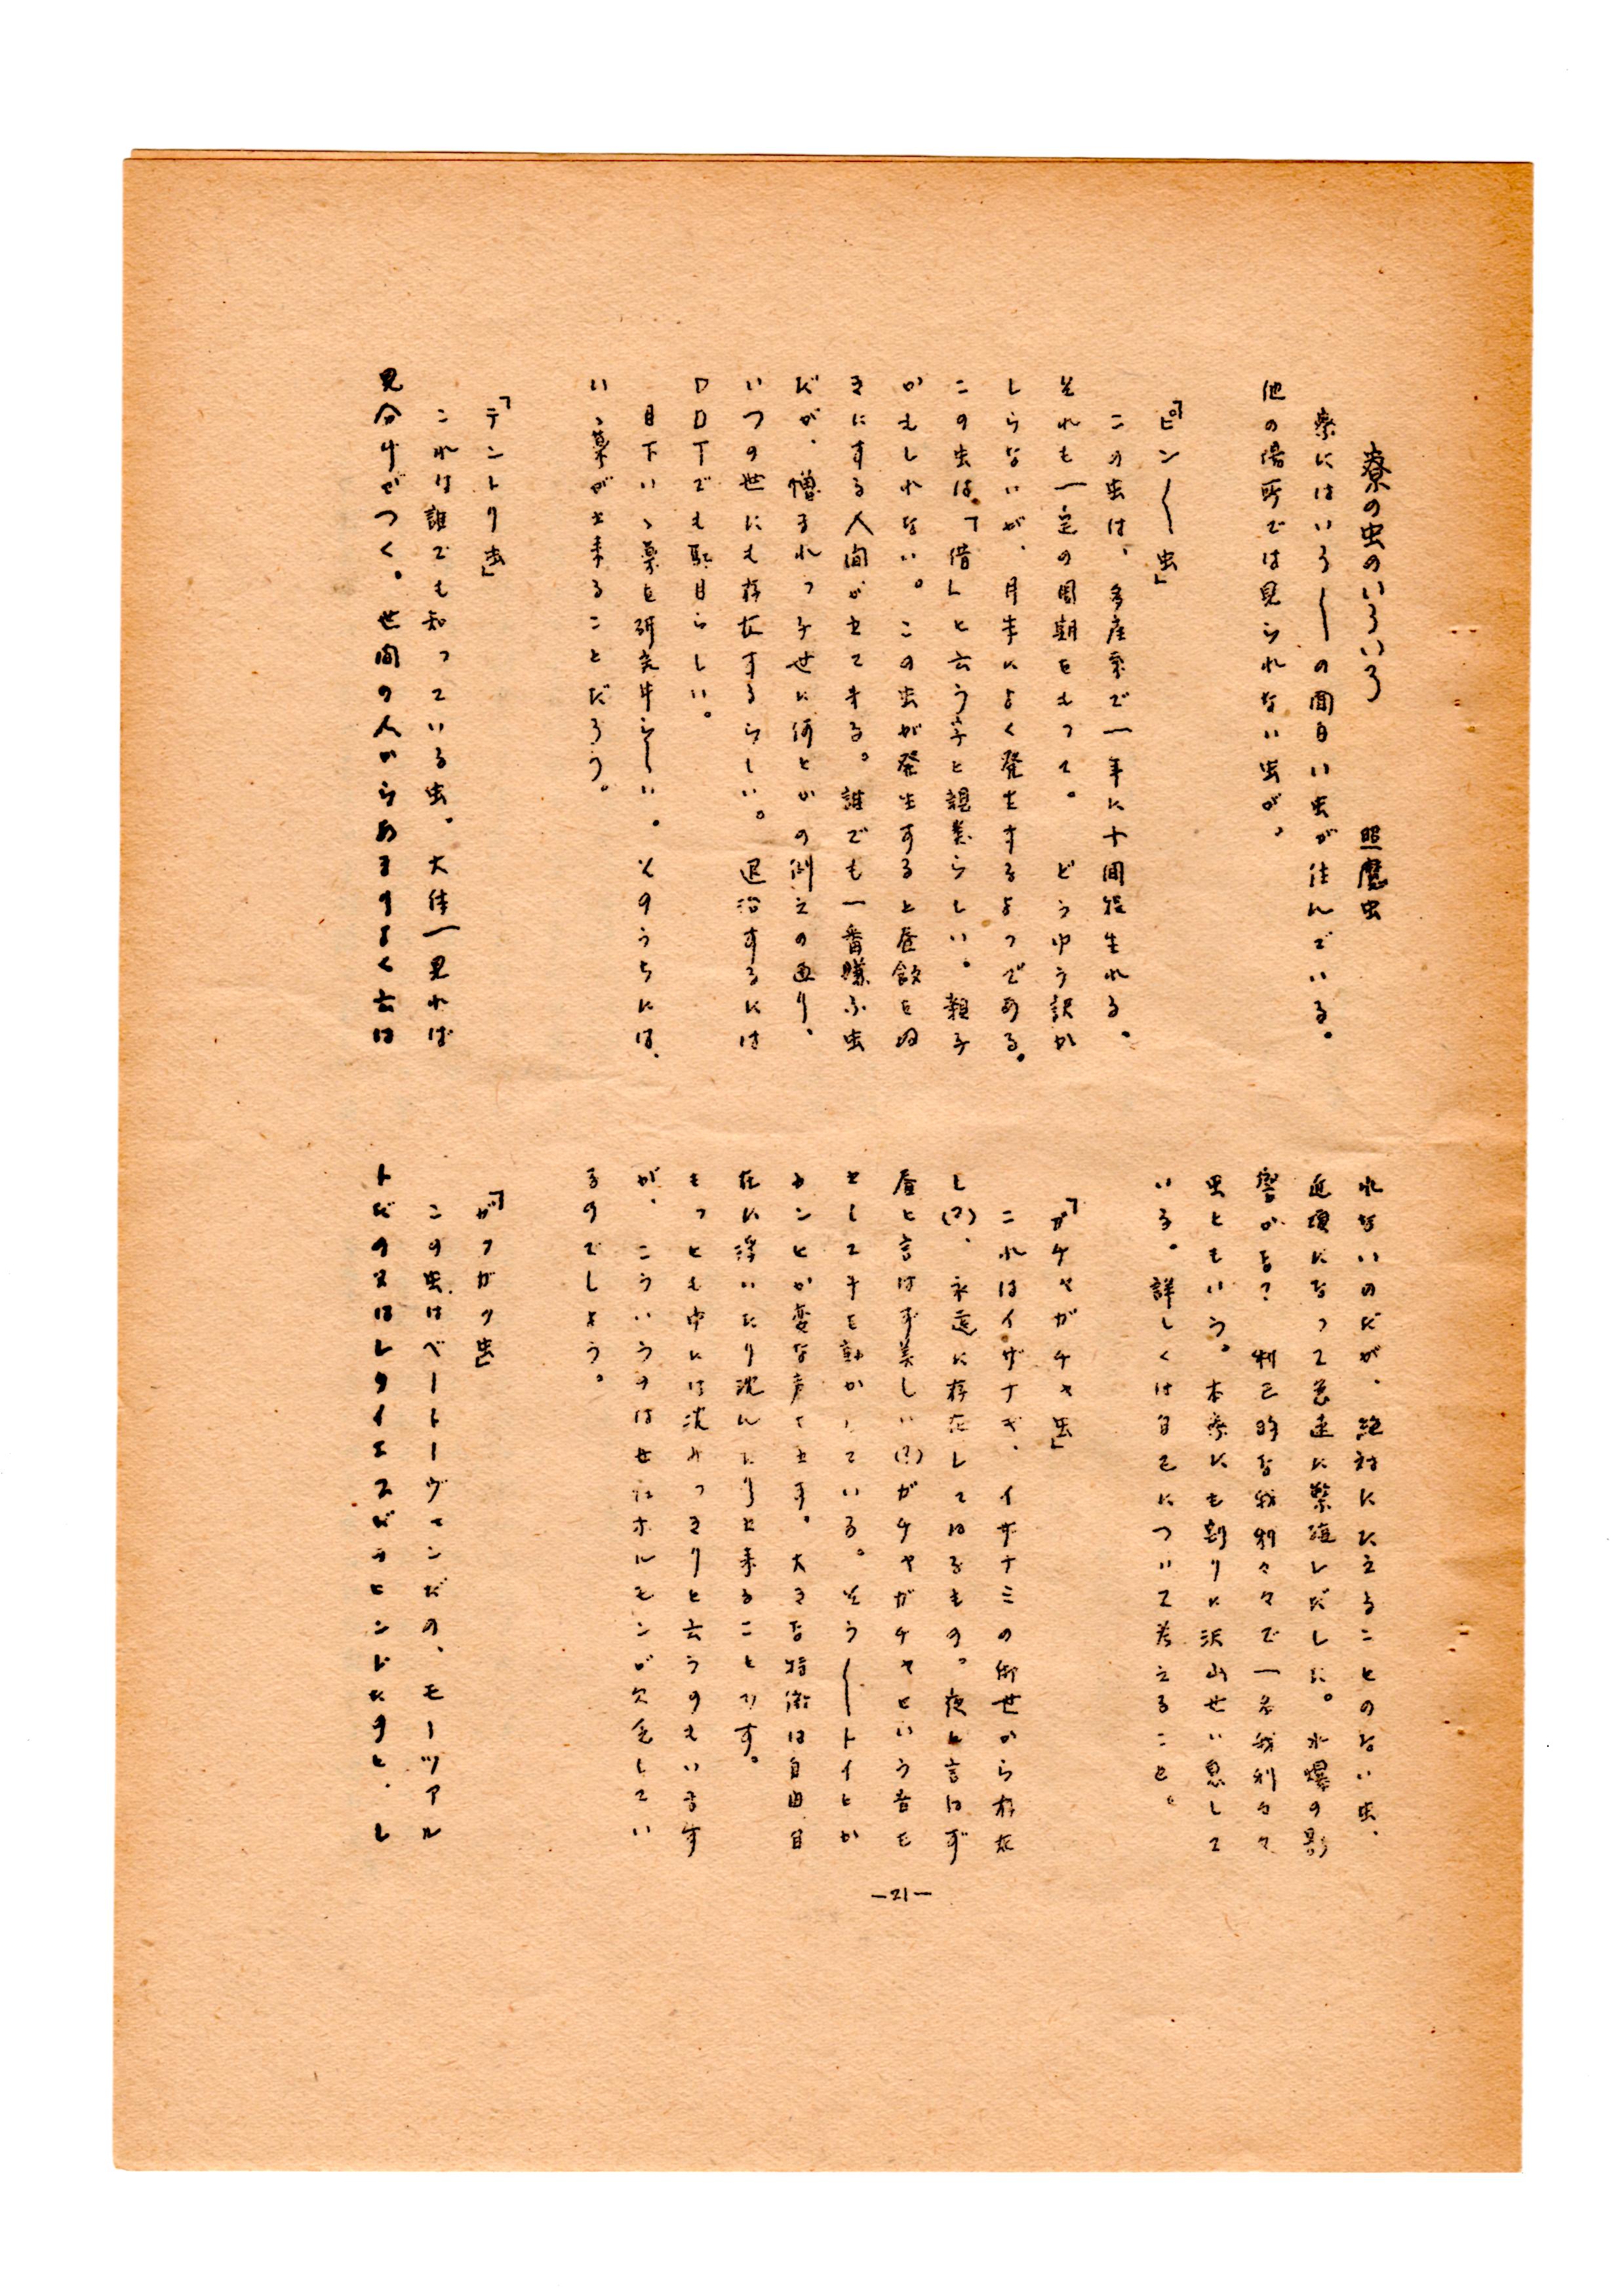 寮の虫のいろいろ　　照魔虫
寮にはいろ〱の面白い虫が住んでいる。
他の場所では見られない虫が。
「ピン〱虫」
この虫は、多産系で一年に十回程生れる。
それも一定の周期をもって。どうゆう訳か
しらないが、月末によく発生するようである。
この虫は「借」と云う字と親類らしい。親子
かもしれない。この虫が発生すると昼飯をぬ
きにする人間が出てオる。誰でも一番嫌ふ虫
だが、憎まれっ子世に何とかの例えの通り、
いつの世にも存在するらしい。退治するには
DDTでも駄目らしい。
目下いゝ薬を研究中らしい。そのうちには、
いゝ薬が出来ることだろう。
「テントリ虫」
これは誰でも知っている虫。大体一見れば
見分けがつく。世間の人からあまりよく云は
れないのだが、絶対にたえることのない虫、
近頃になって急速に繁殖しだした。水爆の影
響かな？利己的な我利々々で一名我利々々
虫ともいう。本寮にも割りに沢山せい息して
いる。詳しくは自己について考えること。
「ガチャガチャ虫」
これはイザナギ、イザナミの御世から存在
し(?)、永遠に存在してはるもの。夜と言はず
昼と言はず美しい(?)ガチャガチャという音を
出して手を動かしている。そう〱トイとか
カンとか変な声で出す。大きな特徴は自由自
在に浮いたり沈んだり出来ることです。
もっとも中には沈みっきりと云うのもいます
が、こういうのは女性ホルモンが欠乏してい
るのでしょう。
「ガフガツ虫」
この虫はベートーヴェンだの、モーツアル
トだのヌはレタイエスだうヒンドだのと、し
—21—